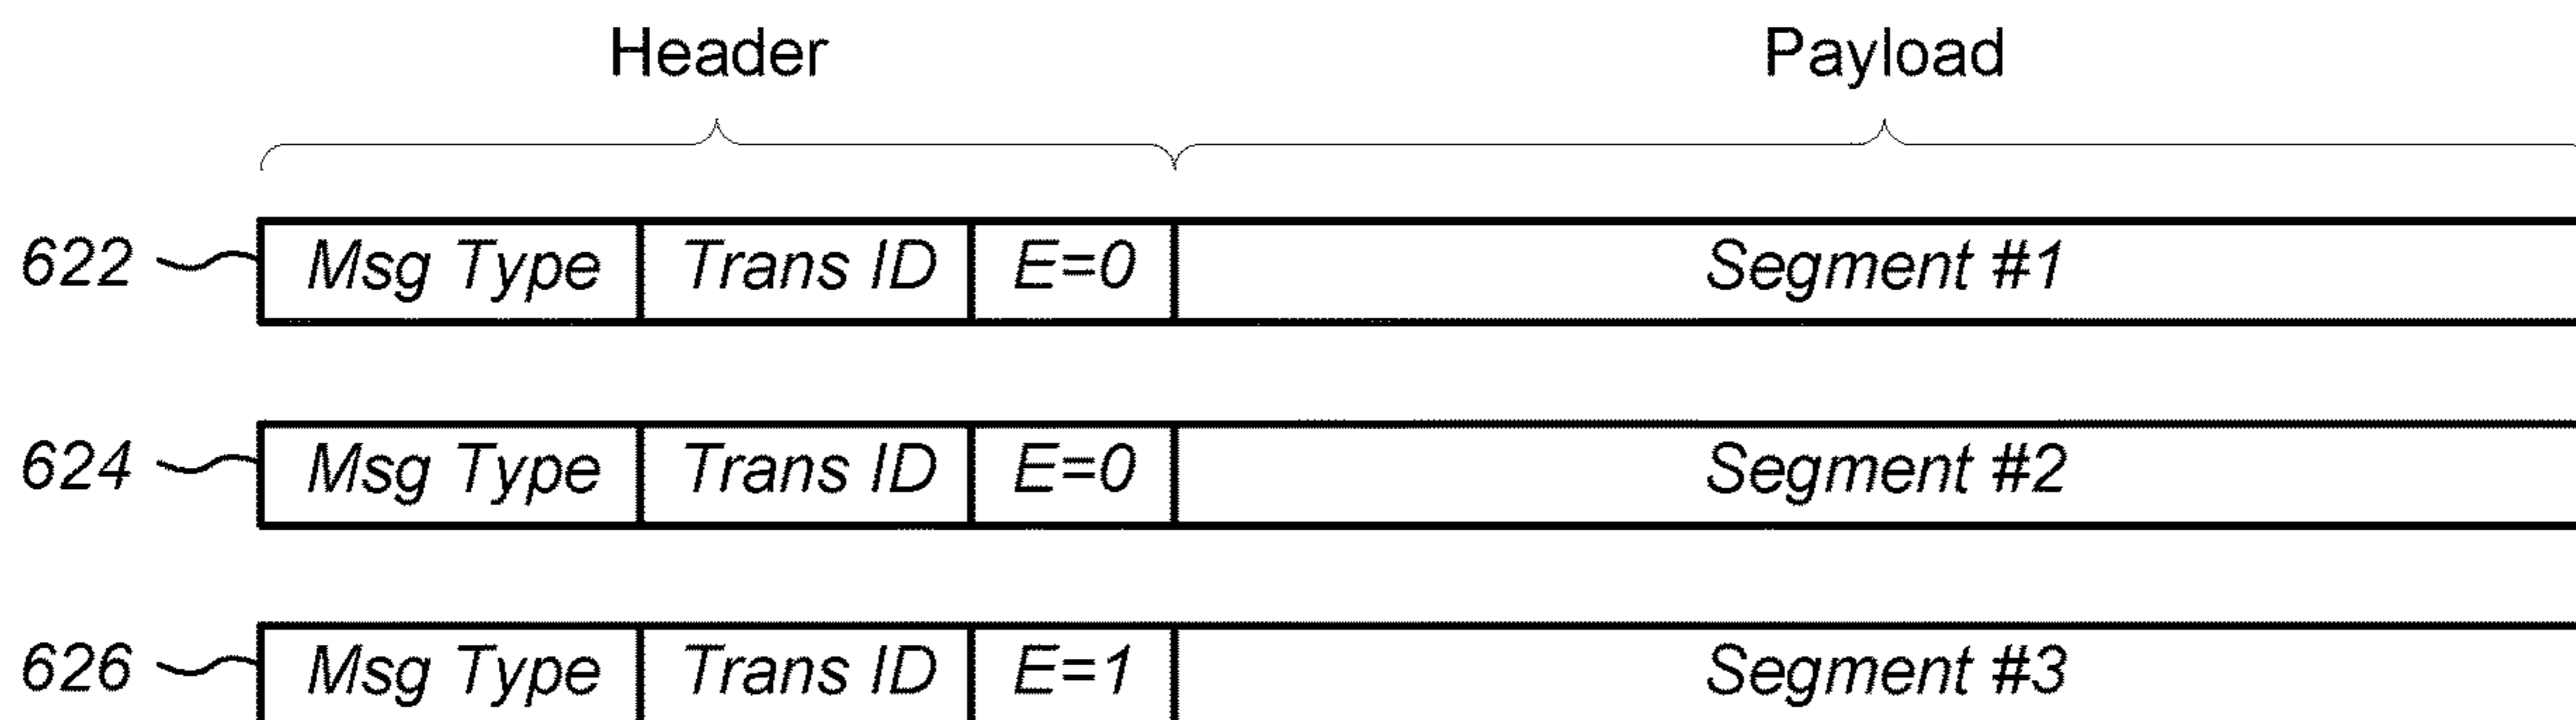 Header Payload
622 Msg Type Trans ID E=0 Segment #1
624 Msg Type Trans ID E=0 Segment #2
626 Msg Type Trans ID E=1 Segment #3